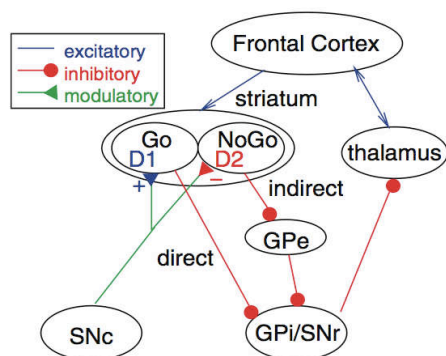 excitatory
inhibitory
modulatory
Frontal Cortex
striatum
Go
NoGo
D1
D2
+
−
thalamus
indirect
GPe
direct
SNc
GPi/SNr